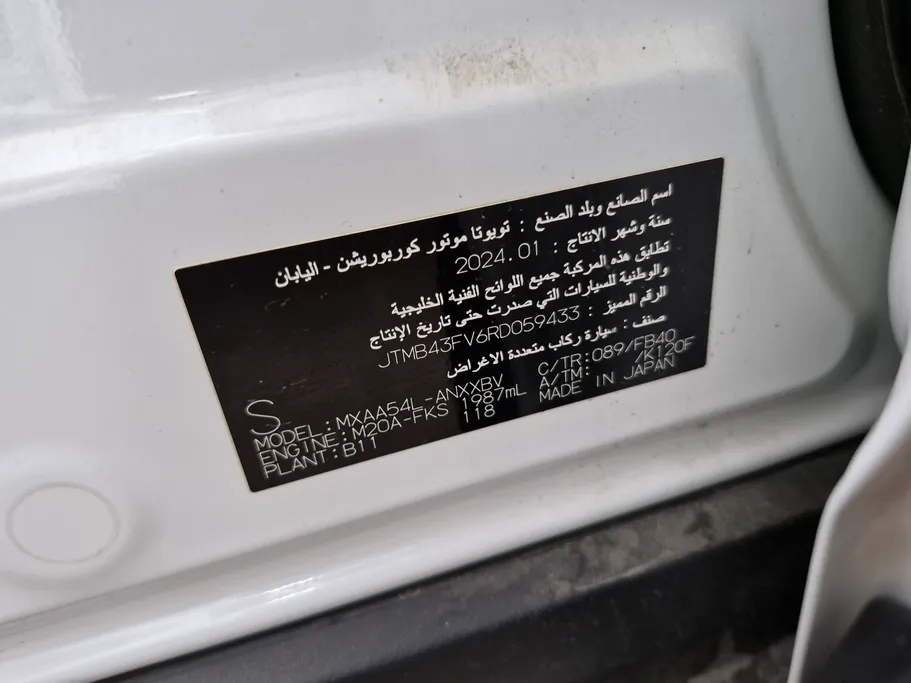 اسم الصانع وبلد الصنع : تويوتا موتور كوربوريشن - اليابان
سنة وشهر الانتاج : 2024.01
تطابق هذه المركبة جميع اللوائح الفنية الخليجية
والوطنية للسيارات التي صدرت حتى تاريخ الإنتاج
الرقم المميز : JTMB43FV6RD059433
صنف : سيارة ركاب متعددة الاغراض
S
MODEL:MXAA54L-ANXXBV C/TR:089/FB40
ENGINE:M20A-FKS 1987mL A/TM: /K120F
PLANT:B11 118 MADE IN JAPAN